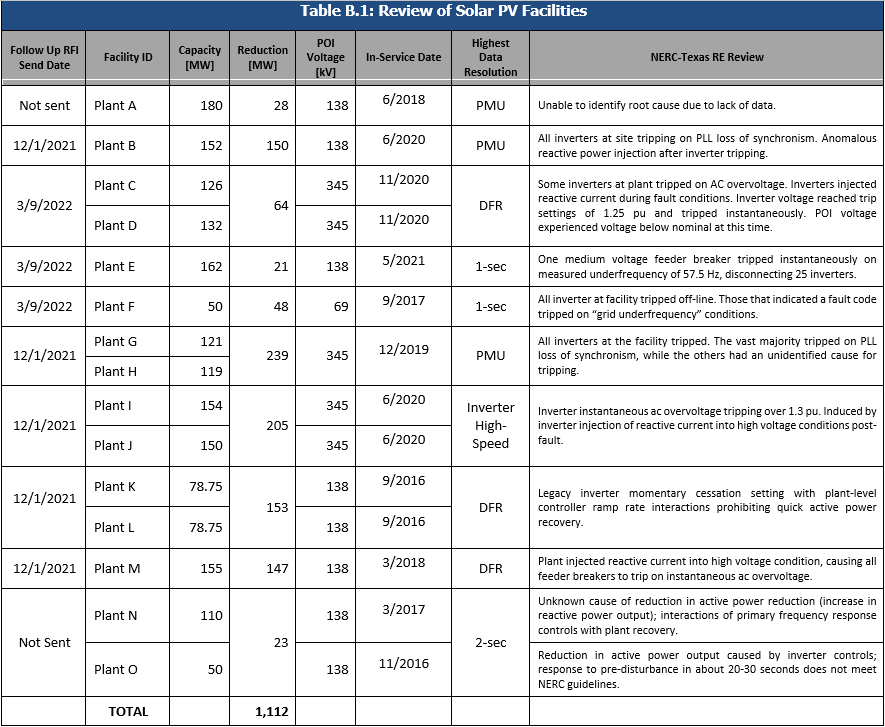 Table B.1: Review of Solar PV Facilities
Follow Up RFI
Send Date
Facility ID
Capacity
[MW]
Reduction
[MW]
POI
Voltage
[kV]
In-Service Date
Highest
Data
Resolution
NERC-Texas RE Review
Not sent
Plant A
180
28
138
6/2018
PMU
Unable to identify root cause due to lack of data.
12/1/2021
Plant B
152
150
138
6/2020
PMU
All inverters at site tripping on PLL loss of synchronism. Anomalous
reactive power injection after inverter tripping.
3/9/2022
Plant C
126
64
345
11/2020
DFR
Some inverters at plant tripped on AC overvoltage. Inverters injected
reactive current during fault conditions. Inverter voltage reached trip
settings of 1.25 pu and tripped instantaneously. POI voltage
experienced voltage below nominal at this time.
Plant D
132
345
11/2020
3/9/2022
Plant E
162
21
138
5/2021
1-sec
One medium voltage feeder breaker tripped instantaneously on
measured underfrequency of 57.5 Hz, disconnecting 25 inverters.
3/9/2022
Plant F
50
48
69
9/2017
1-sec
All inverter at facility tripped off-line. Those that indicated a fault code
tripped on “grid underfrequency” conditions.
12/1/2021
Plant G
121
239
345
12/2019
PMU
All inverters at the facility tripped. The vast majority tripped on PLL
loss of synchronism, while the others had an unidentified cause for
tripping.
Plant H
119
12/1/2021
Plant I
154
205
345
6/2020
Inverter
High-
Speed
Inverter instantaneous ac overvoltage tripping over 1.3 pu. Induced by
inverter injection of reactive current into high voltage conditions post-
fault.
Plant J
150
345
6/2020
12/1/2021
Plant K
78.75
153
138
9/2016
DFR
Legacy inverter momentary cessation setting with plant-level
controller ramp rate interactions prohibiting quick active power
recovery.
Plant L
78.75
138
9/2016
12/1/2021
Plant M
155
147
138
3/2018
DFR
Plant injected reactive current into high voltage condition, causing all
feeder breakers to trip on instantaneous ac overvoltage.
Not Sent
Plant N
110
23
138
3/2017
2-sec
Unknown cause of reduction in active power reduction (increase in
reactive power output); interactions of primary frequency response
controls with plant recovery.
Plant O
50
138
11/2016
Reduction in active power output caused by inverter controls;
response to pre-disturbance in about 20-30 seconds does not meet
NERC guidelines.
TOTAL
1,112